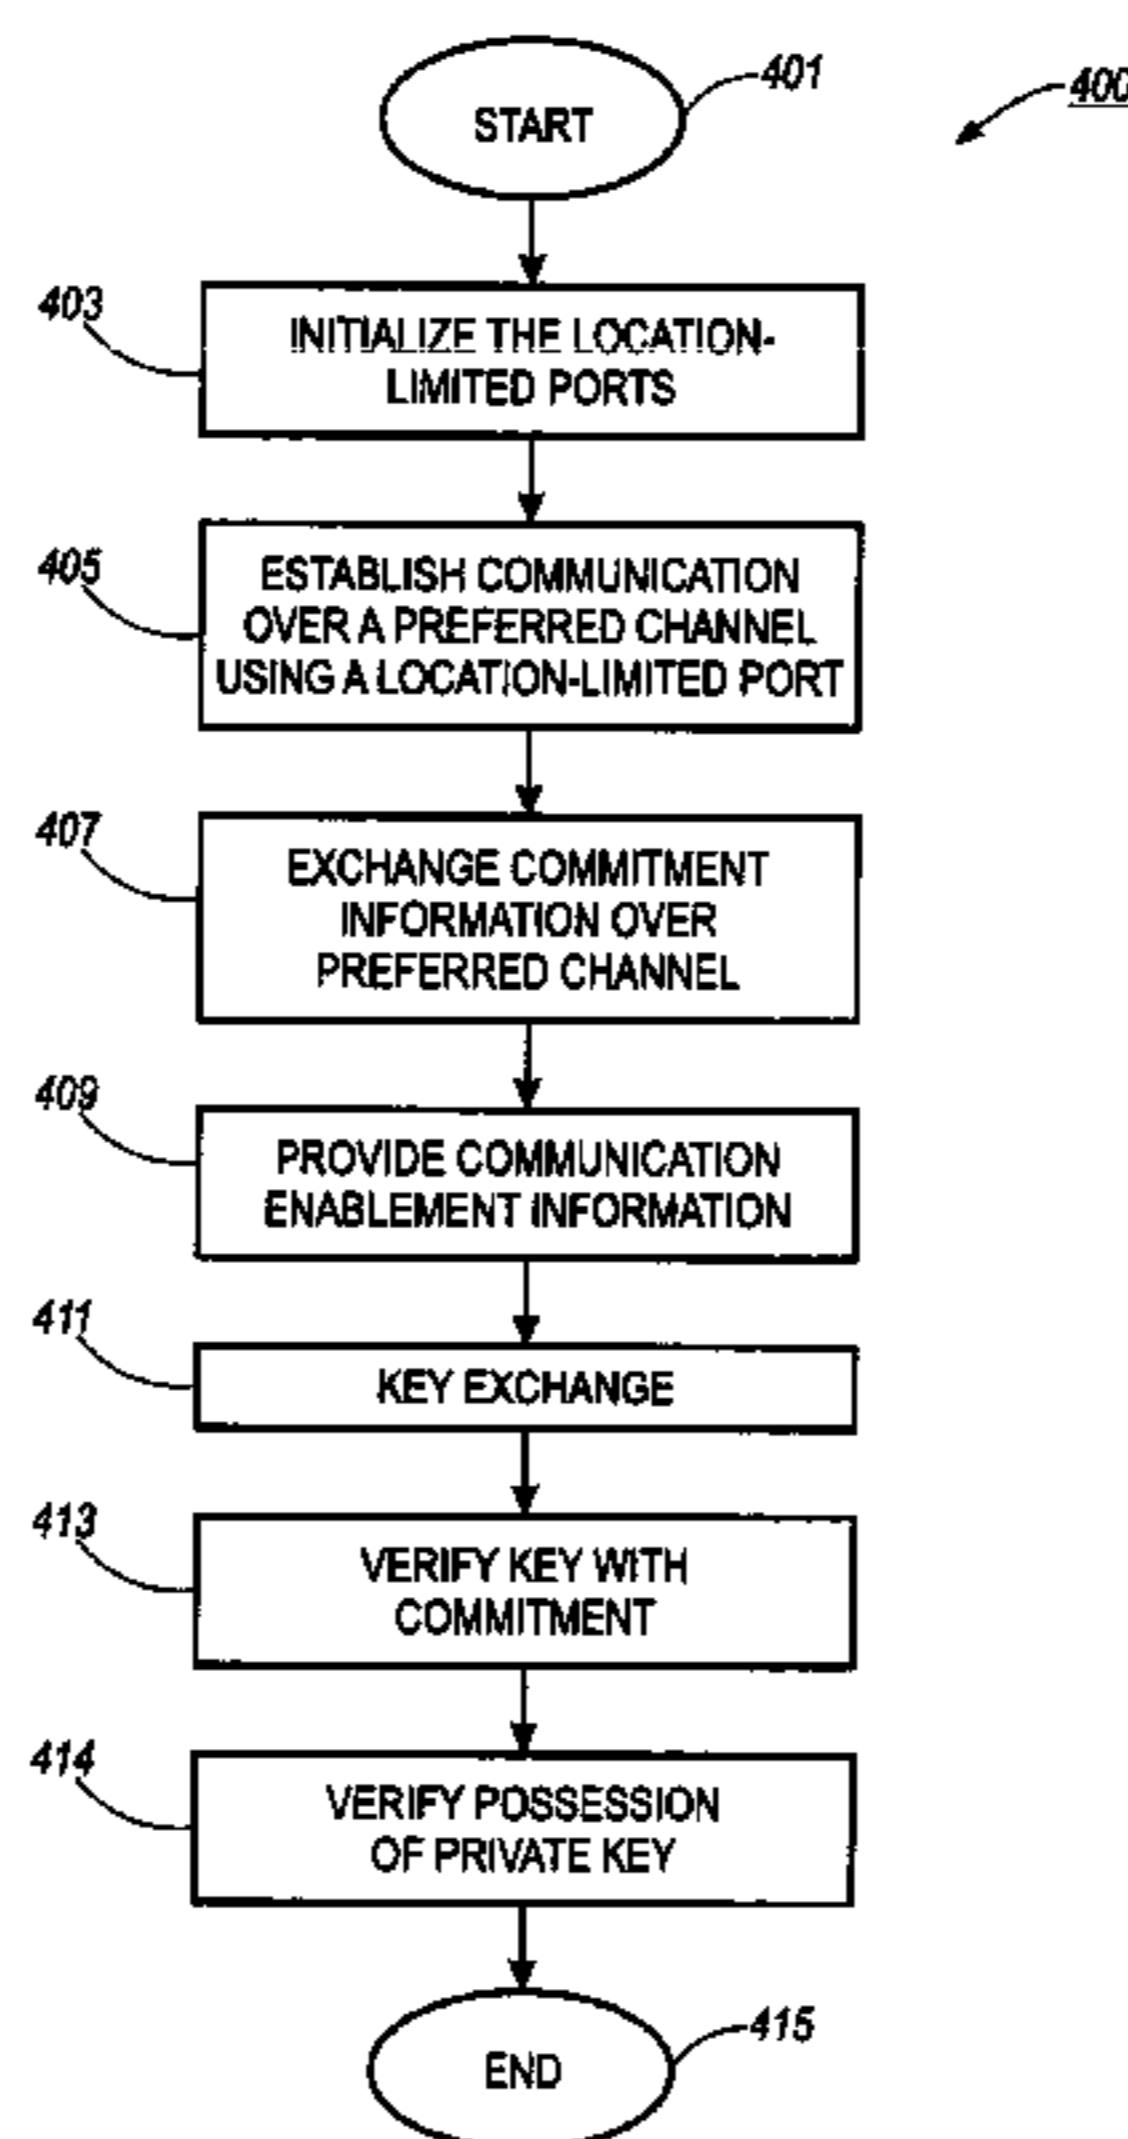 401
400
START
403
INITIALIZE THE LOCATION-
LIMITED PORTS
405
ESTABLISH COMMUNICATION
OVER A PREFERRED CHANNEL
USING A LOCATION-LIMITED PORT
407
EXCHANGE COMMITMENT
INFORMATION OVER
PREFERRED CHANNEL
409
PROVIDE COMMUNICATION
ENABLEMENT INFORMATION
411
KEY EXCHANGE
413
VERIFY KEY WITH
COMMITMENT
414
VERIFY POSSESSION
OF PRIVATE KEY
415
END